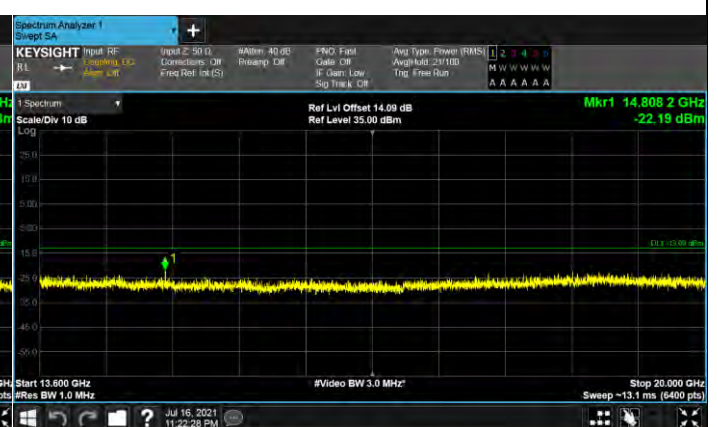 Spectrum Analyzer 1
Swept SA
+
KEYSIGHT Input: RF
RL
Coupling: DC
Align: Off
Input Z: 50 Ω
Corrections: Off
Freq Ref: Int (S)
#Atten: 40 dB
Preamp: Off
PNO: Fast
Gate: Off
IF Gain: Low
Sig Track: Off
Avg Type: Power (RMS)
Avg|Hold: 21/100
Trig: Free Run
1 2 3 4 5 6
M W W W W W
A A A A A A
LXI
1 Spectrum
Scale/Div 10 dB
Log
Ref Lvl Offset 14.09 dB
Ref Level 35.00 dBm
Mkr1 14.808 2 GHz
-22.19 dBm
25.0
15.0
5.00
-5.00
-15.0
-25.0
-35.0
-45.0
-55.0
1
Start 13.600 GHz
#Res BW 1.0 MHz
#Video BW 3.0 MHz*
Stop 20.000 GHz
Sweep ~13.1 ms (6400 pts)
?
Jul 16, 2021
11:22:28 PM